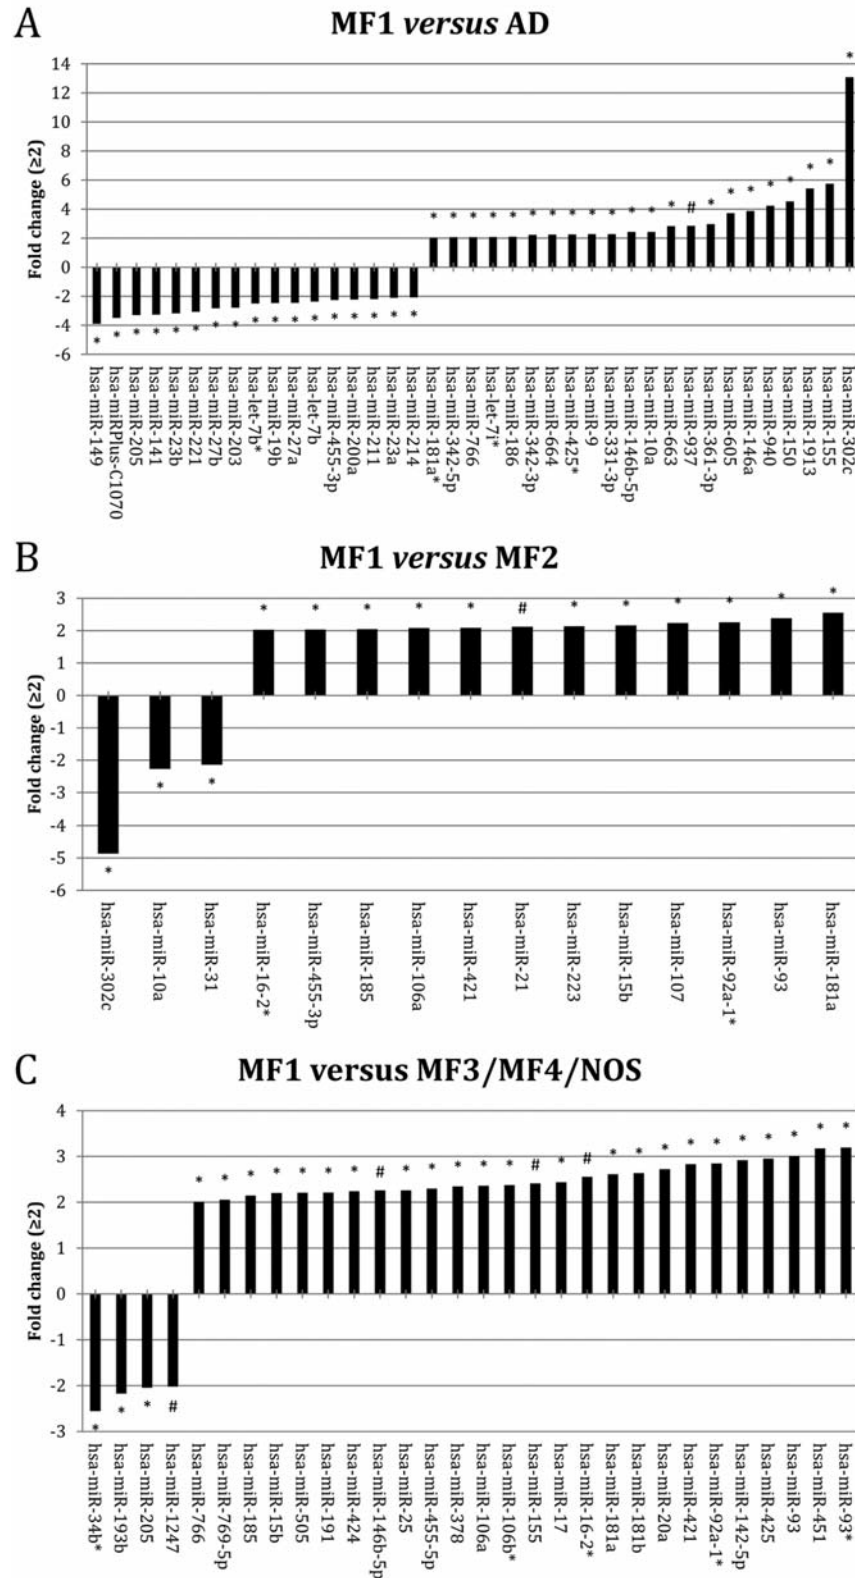 A
MF1 versus AD
Fold change (≥2)
14
12
10
8
6
4
2
0
-2
-4
-6
* * * * * * * * * * * * * * * * *
* * * * * * * * * * * * * # * * * * * * * *
hsa-miR-149
hsa-miRPlus-C1070
hsa-miR-205
hsa-miR-141
hsa-miR-23b
hsa-miR-221
hsa-miR-27b
hsa-miR-203
hsa-let-7b*
hsa-miR-19b
hsa-miR-27a
hsa-let-7b
hsa-miR-455-3p
hsa-miR-200a
hsa-miR-211
hsa-miR-23a
hsa-miR-214
hsa-miR-181a*
hsa-miR-342-5p
hsa-miR-766
hsa-let-7i*
hsa-miR-186
hsa-miR-342-3p
hsa-miR-664
hsa-miR-425*
hsa-miR-9
hsa-miR-331-3p
hsa-miR-146b-5p
hsa-miR-10a
hsa-miR-663
hsa-miR-937
hsa-miR-361-3p
hsa-miR-605
hsa-miR-146a
hsa-miR-940
hsa-miR-150
hsa-miR-1913
hsa-miR-155
hsa-miR-302c
B
MF1 versus MF2
Fold change (≥2)
3
2
1
0
-1
-2
-3
-4
-5
-6
* * *
* * * * * # * * * * * *
hsa-miR-302c
hsa-miR-10a
hsa-miR-31
hsa-miR-16-2*
hsa-miR-455-3p
hsa-miR-185
hsa-miR-106a
hsa-miR-421
hsa-miR-21
hsa-miR-223
hsa-miR-15b
hsa-miR-107
hsa-miR-92a-1*
hsa-miR-93
hsa-miR-181a
C
MF1 versus MF3/MF4/NOS
Fold change (≥2)
4
3
2
1
0
-1
-2
-3
* * * #
* * * * * * * # * * * * * # * # * * * * * * * * * *
hsa-miR-34b*
hsa-miR-193b
hsa-miR-205
hsa-miR-1247
hsa-miR-766
hsa-miR-769-5p
hsa-miR-185
hsa-miR-15b
hsa-miR-505
hsa-miR-191
hsa-miR-424
hsa-miR-146b-5p
hsa-miR-25
hsa-miR-455-5p
hsa-miR-378
hsa-miR-106a
hsa-miR-106b*
hsa-miR-155
hsa-miR-17
hsa-miR-16-2*
hsa-miR-181a
hsa-miR-181b
hsa-miR-20a
hsa-miR-421
hsa-miR-92a-1*
hsa-miR-142-5p
hsa-miR-425
hsa-miR-93
hsa-miR-451
hsa-miR-93*